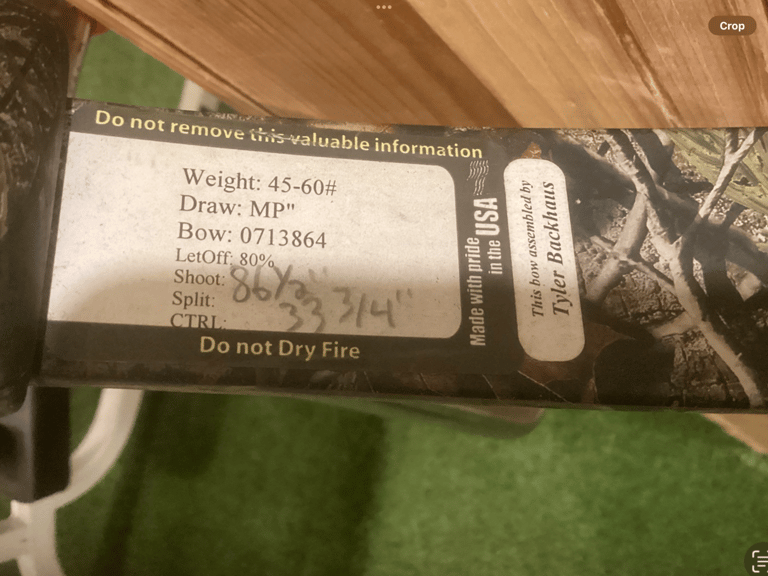 Crop
Do not remove this valuable information
Weight: 45-60#
Draw: MP"
Bow: 0713864
LetOff: 80%
Shoot: 86 1/2"
Split: 33 3/4"
CTRL:
Do not Dry Fire
Made with pride
in the USA
This bow assembled by
Tyler Backhaus